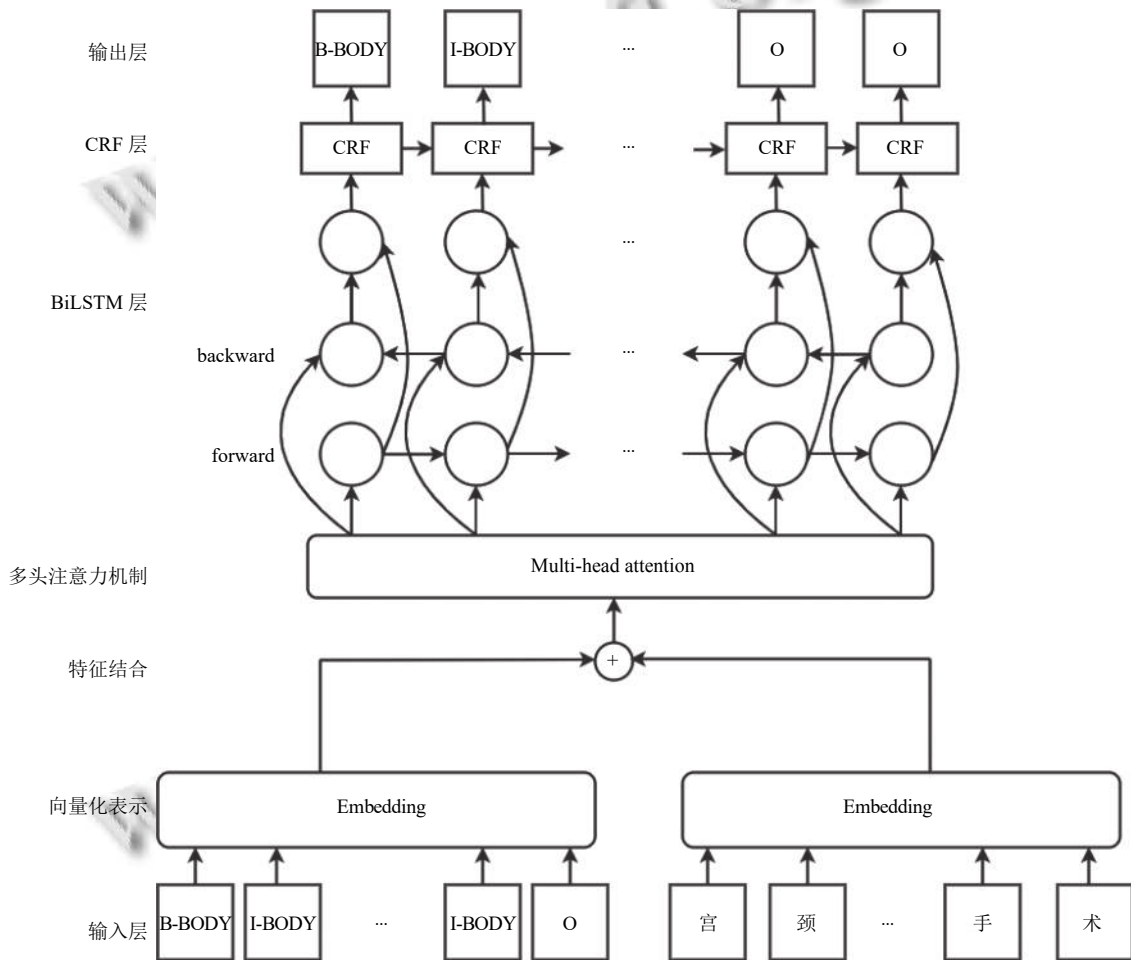 输出层 B-BODY I-BODY ... O O
CRF 层 CRF CRF ... CRF CRF
...
BiLSTM 层
backward ...
forward ...
多头注意力机制 Multi-head attention
特征结合 +
向量化表示 Embedding Embedding
输入层 B-BODY I-BODY ... I-BODY O 宫 颈 ... 手 术